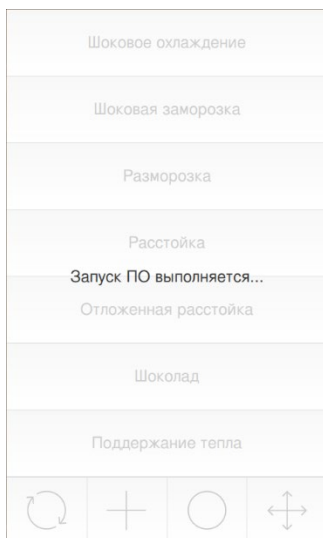 Шоковое охлаждение
Шоковая заморозка
Разморозка
Расстойка
Запуск ПО выполняется...
Отложенная расстойка
Шоколад
Поддержание тепла